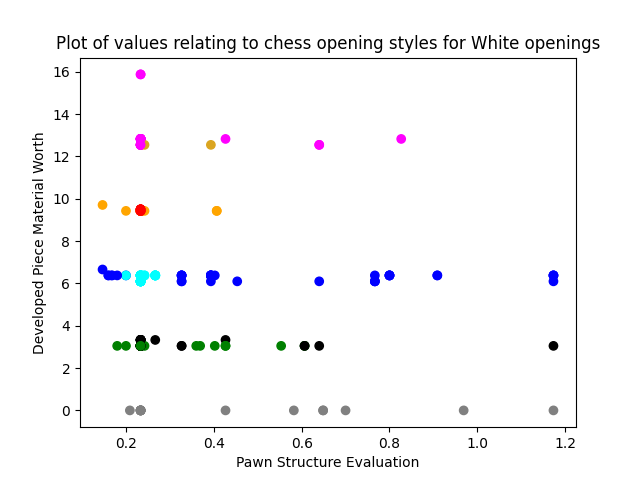 Plot of values relating to chess opening styles for White openings
16
14
12
10
8
6
4
2
0
Developed Piece Material Worth
0.2 0.4 0.6 0.8 1.0 1.2
Pawn Structure Evaluation